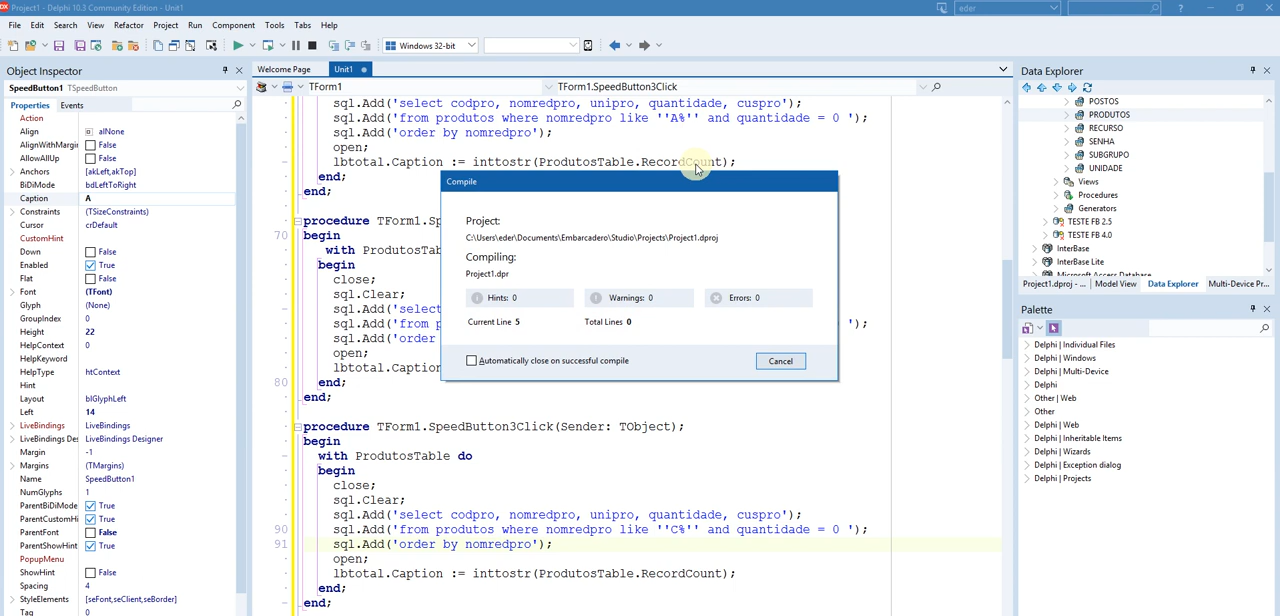 Project1 - Delphi 10.3 Community Edition - Unit1
eder
File Edit Search View Refactor Project Run Component Tools Tabs Help
Windows 32-bit
Object Inspector
SpeedButton1 TSpeedButton
Properties Events
Action
Align alNone
AlignWithMargin False
AllowAllUp False
Anchors [akLeft,akTop]
BiDiMode bdLeftToRight
Caption A
Constraints (TSizeConstraints)
Cursor crDefault
CustomHint
Down False
Enabled True
Flat False
Font (TFont)
Glyph (None)
GroupIndex 0
Height 22
HelpContext 0
HelpKeyword
HelpType htContext
Hint
Layout blGlyphLeft
Left 14
LiveBindings LiveBindings
LiveBindings Des LiveBindings Designer
Margin -1
Margins (TMargins)
Name SpeedButton1
NumGlyphs 1
ParentBiDiMode True
ParentCustomHi True
ParentFont False
ParentShowHint True
PopupMenu
ShowHint False
Spacing 4
StyleElements [seFont,seClient,seBorder]
Tag 0
Welcome Page Unit1
TForm1 TForm1.SpeedButton3Click
sql.Add('select codpro, nomredpro, unipro, quantidade, cuspro');
sql.Add('from produtos where nomredpro like ''A%'' and quantidade = 0 ');
sql.Add('order by nomredpro');
open;
lbtotal.Caption := inttostr(ProdutosTable.RecordCount);
end;
end;
procedure TForm1.Sp
70 begin
with ProdutosTab
begin
close;
sql.Clear;
sql.Add('selec
sql.Add('from p ');
sql.Add('order
open;
lbtotal.Caption
80 end;
end;
procedure TForm1.SpeedButton3Click(Sender: TObject);
begin
with ProdutosTable do
begin
close;
sql.Clear;
sql.Add('select codpro, nomredpro, unipro, quantidade, cuspro');
90 sql.Add('from produtos where nomredpro like ''C%'' and quantidade = 0 ');
91 sql.Add('order by nomredpro');
open;
lbtotal.Caption := inttostr(ProdutosTable.RecordCount);
end;
end;
Compile
Project:
C:\Users\eder\Documents\Embarcadero\Studio\Projects\Project1.dproj
Compiling:
Project1.dpr
Hints: 0 Warnings: 0 Errors: 0
Current Line 5 Total Lines 0
Automatically close on successful compile Cancel
Data Explorer
POSTOS
PRODUTOS
RECURSO
SENHA
SUBGRUPO
UNIDADE
Views
Procedures
Generators
TESTE FB 2.5
TESTE FB 4.0
InterBase
InterBase Lite
Microsoft Access Database
Project1.dproj - ... Model View Data Explorer Multi-Device Pr...
Palette
Delphi | Individual Files
Delphi | Windows
Delphi | Multi-Device
Delphi
Other | Web
Other
Delphi | Web
Delphi | Inheritable Items
Delphi | Wizards
Delphi | Exception dialog
Delphi | Projects